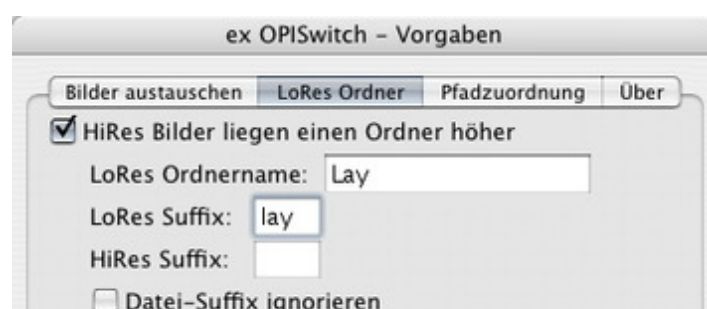 ex OPISwitch – Vorgaben
Bilder austauschen LoRes Ordner Pfadzuordnung Über
HiRes Bilder liegen einen Ordner höher
LoRes Ordnername: Lay
LoRes Suffix: lay
HiRes Suffix:
Datei-Suffix ignorieren